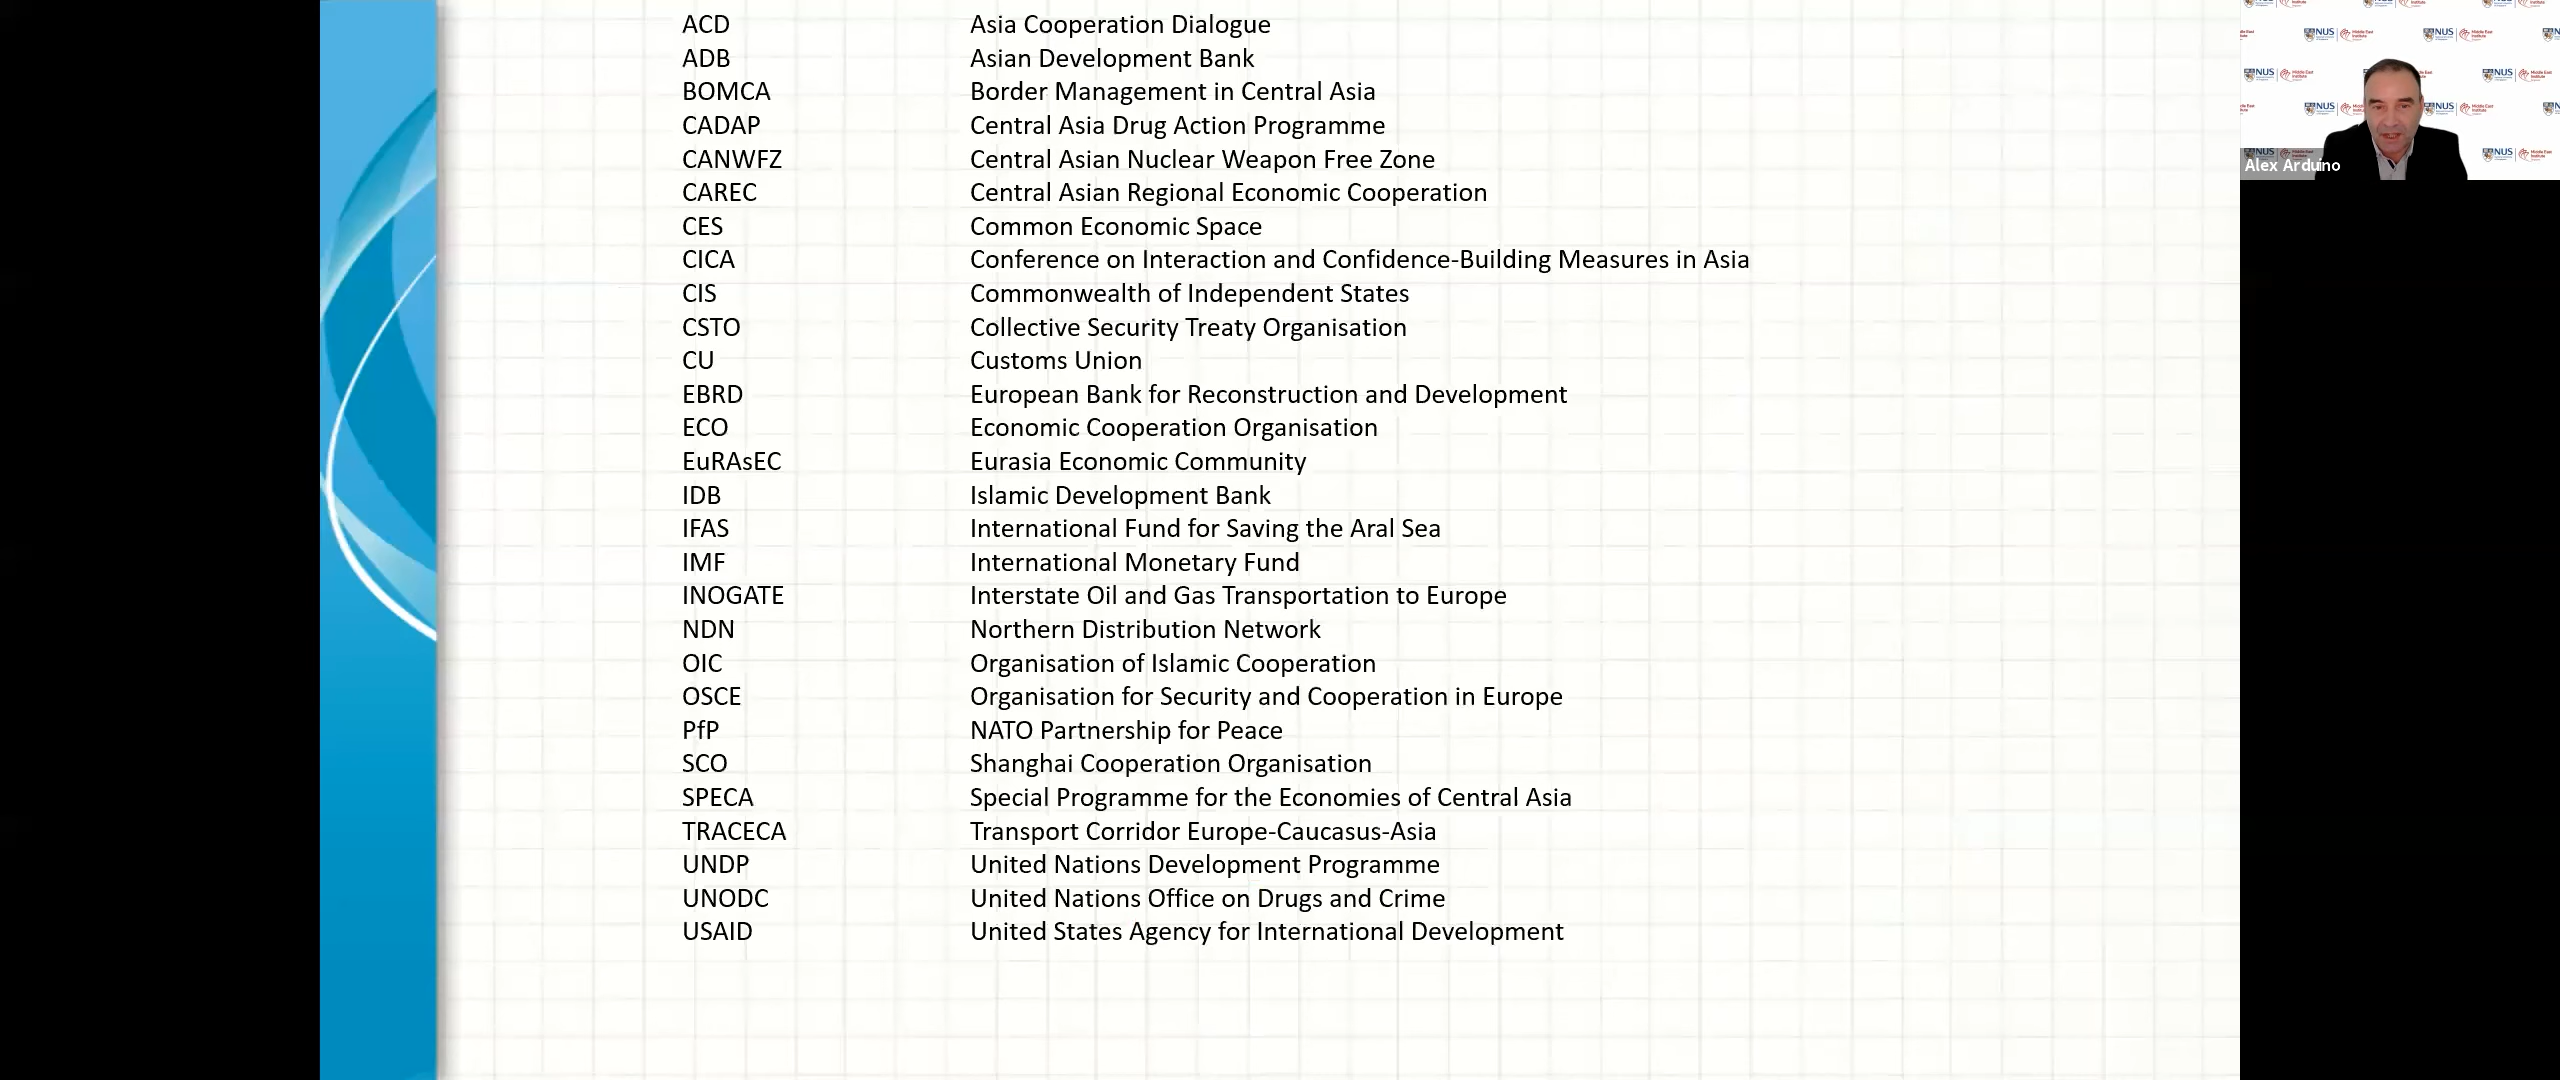 ACD Asia Cooperation Dialogue
ADB Asian Development Bank
BOMCA Border Management in Central Asia
CADAP Central Asia Drug Action Programme
CANWFZ Central Asian Nuclear Weapon Free Zone
CAREC Central Asian Regional Economic Cooperation
CES Common Economic Space
CICA Conference on Interaction and Confidence-Building Measures in Asia
CIS Commonwealth of Independent States
CSTO Collective Security Treaty Organisation
CU Customs Union
EBRD European Bank for Reconstruction and Development
ECO Economic Cooperation Organisation
EuRAsEC Eurasia Economic Community
IDB Islamic Development Bank
IFAS International Fund for Saving the Aral Sea
IMF International Monetary Fund
INOGATE Interstate Oil and Gas Transportation to Europe
NDN Northern Distribution Network
OIC Organisation of Islamic Cooperation
OSCE Organisation for Security and Cooperation in Europe
PfP NATO Partnership for Peace
SCO Shanghai Cooperation Organisation
SPECA Special Programme for the Economies of Central Asia
TRACECA Transport Corridor Europe-Caucasus-Asia
UNDP United Nations Development Programme
UNODC United Nations Office on Drugs and Crime
USAID United States Agency for International Development
NUS Middle East Institute
Alex Arduino